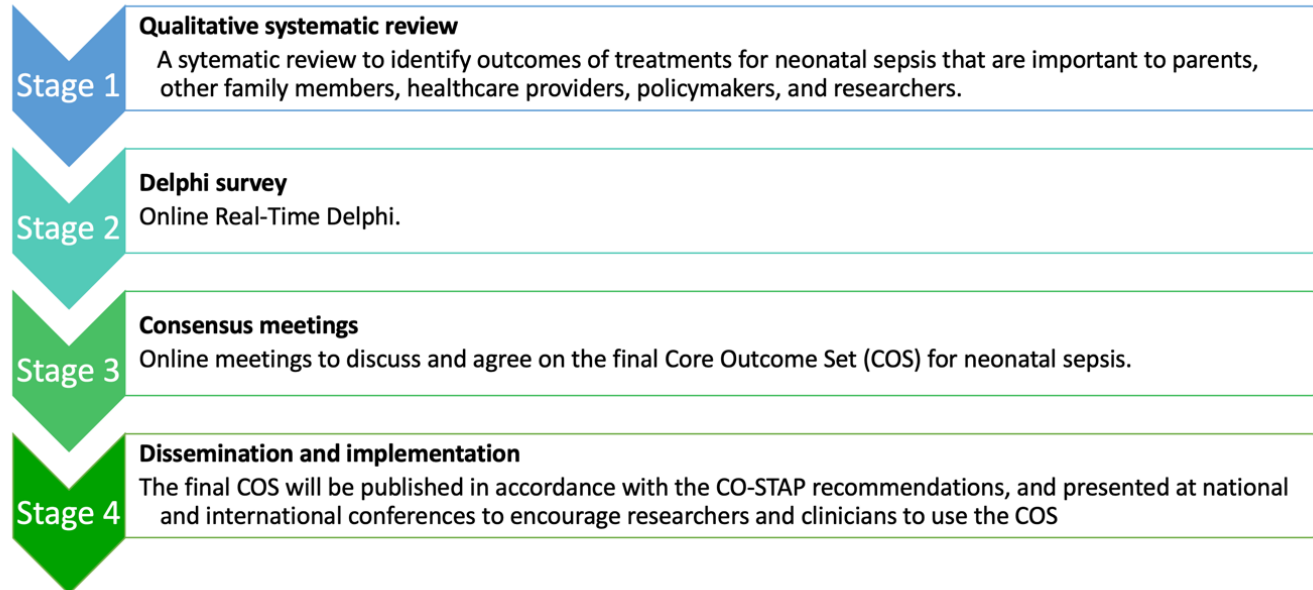 Stage 1
Qualitative systematic review
A sytematic review to identify outcomes of treatments for neonatal sepsis that are important to parents,
other family members, healthcare providers, policymakers, and researchers.
Stage 2
Delphi survey
Online Real-Time Delphi.
Stage 3
Consensus meetings
Online meetings to discuss and agree on the final Core Outcome Set (COS) for neonatal sepsis.
Stage 4
Dissemination and implementation
The final COS will be published in accordance with the CO-STAP recommendations, and presented at national
and international conferences to encourage researchers and clinicians to use the COS